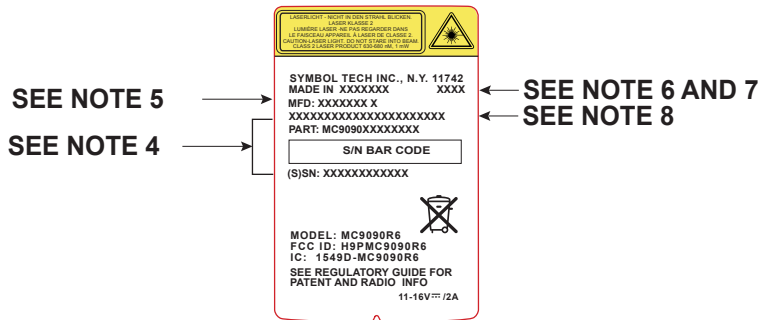 LASERLICHT - NICHT IN DEN STRAHL BLICKEN.
LASER KLASSE 2
LUMIÈRE LASER -NE PAS REGARDER DANS
LE FAISCEAU APPAREIL À LASER DE CLASSE 2.
CAUTION-LASER LIGHT. DO NOT STARE INTO BEAM.
CLASS 2 LASER PRODUCT 630-680 nM, 1 mW
SYMBOL TECH INC., N.Y. 11742
MADE IN XXXXXXX XXXX
SEE NOTE 6 AND 7
SEE NOTE 5
MFD: XXXXXXX X
XXXXXXXXXXXXXXXXXXXXXXX
SEE NOTE 8
PART: MC9090XXXXXXXX
SEE NOTE 4
S/N BAR CODE
(S)SN: XXXXXXXXXXXX
MODEL: MC9090R6
FCC ID: H9PMC9090R6
IC: 1549D-MC9090R6
SEE REGULATORY GUIDE FOR
PATENT AND RADIO INFO
11-16V⎓/2A